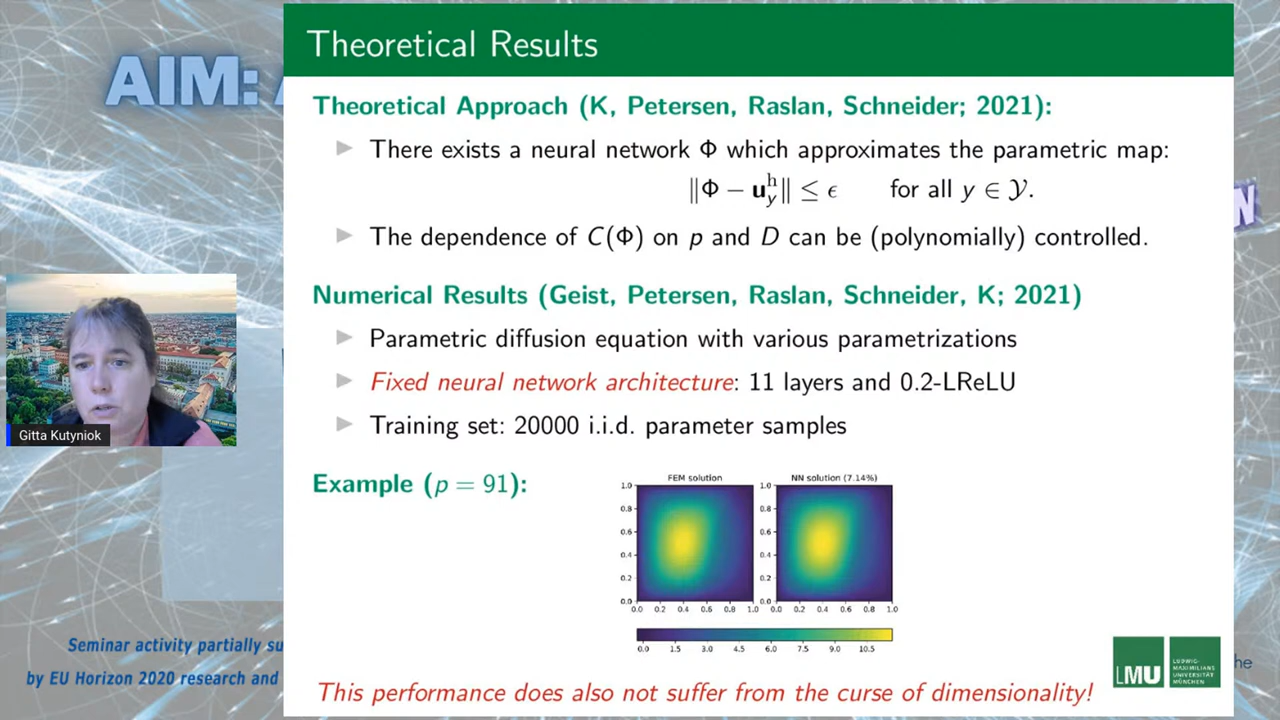 AIM:
Theoretical Results
Theoretical Approach (K, Petersen, Raslan, Schneider; 2021):
There exists a neural network Φ which approximates the parametric map:
‖Φ − u_y^h‖ ≤ ϵ for all y ∈ 𝒴.
The dependence of C(Φ) on p and D can be (polynomially) controlled.
Numerical Results (Geist, Petersen, Raslan, Schneider, K; 2021)
Parametric diffusion equation with various parametrizations
Fixed neural network architecture: 11 layers and 0.2-LReLU
Training set: 20000 i.i.d. parameter samples
Example (p = 91):
FEM solution
NN solution (7.14%)
1.0
0.8
0.6
0.4
0.2
0.0
0.0 0.2 0.4 0.6 0.8 1.0
1.0
0.8
0.6
0.4
0.2
0.0
0.0 0.2 0.4 0.6 0.8 1.0
0.0 1.5 3.0 4.5 6.0 7.5 9.0 10.5
This performance does also not suffer from the curse of dimensionality!
LMU
LUDWIG-
MAXIMILIANS
UNIVERSITÄT
MÜNCHEN
Gitta Kutyniok
Seminar activity partially su
by EU Horizon 2020 research and
N
he